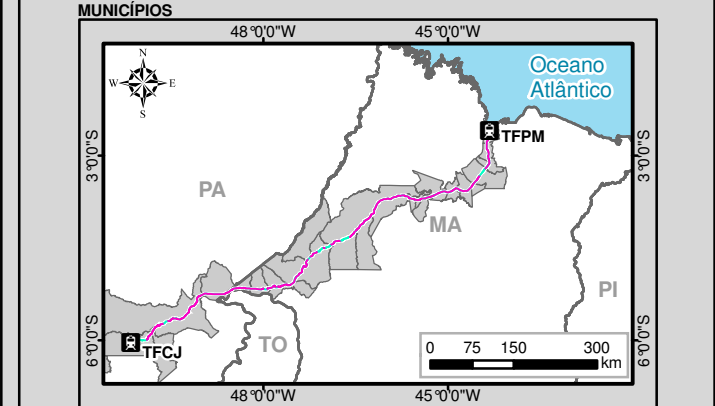 MUNICÍPIOS
48°0'0"W 45°0'0"W
N
W E
S
Oceano
Atlântico
TFPM
3°0'0"S 3°0'0"S
PA
MA
PI
6°0'0"S 6°0'0"S
TFCJ
TO
0 75 150 300
km
48°0'0"W 45°0'0"W